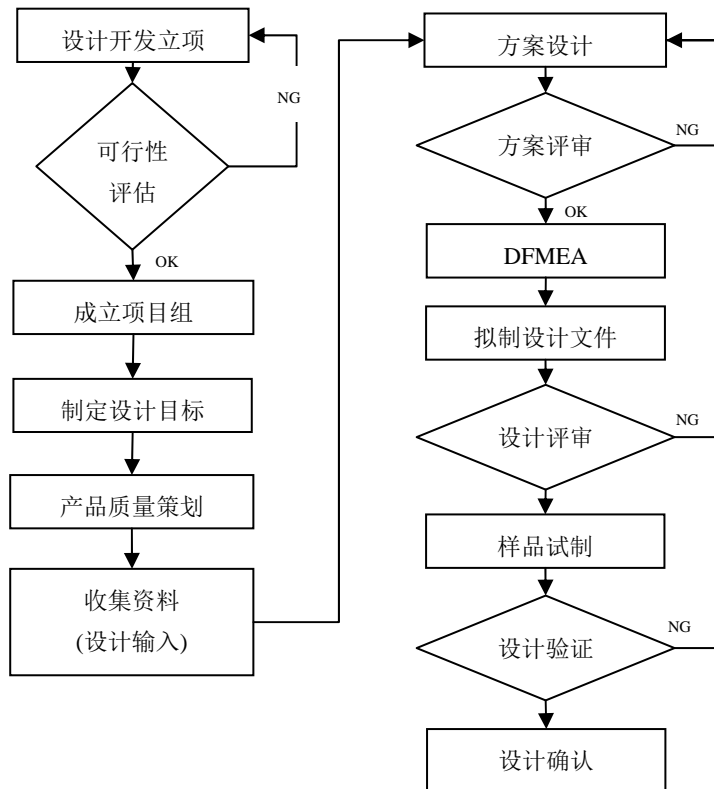 设计开发立项
NG
可行性
评估
OK
成立项目组
制定设计目标
产品质量策划
收集资料
(设计输入)
方案设计
方案评审
NG
OK
DFMEA
拟制设计文件
设计评审
NG
样品试制
设计验证
NG
设计确认